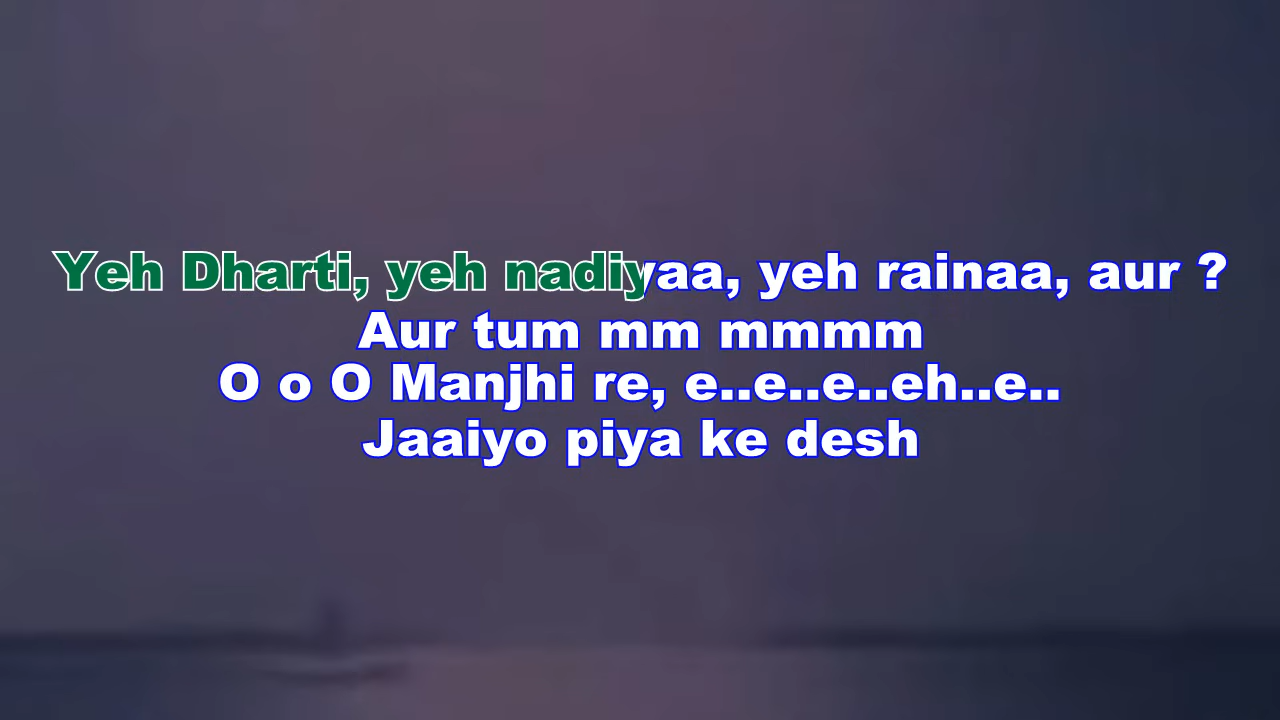 Yeh Dharti, yeh nadiyaa, yeh rainaa, aur ?
Aur tum mm mmmm
O o O Manjhi re, e..e..e..eh..e..
Jaaiyo piya ke desh